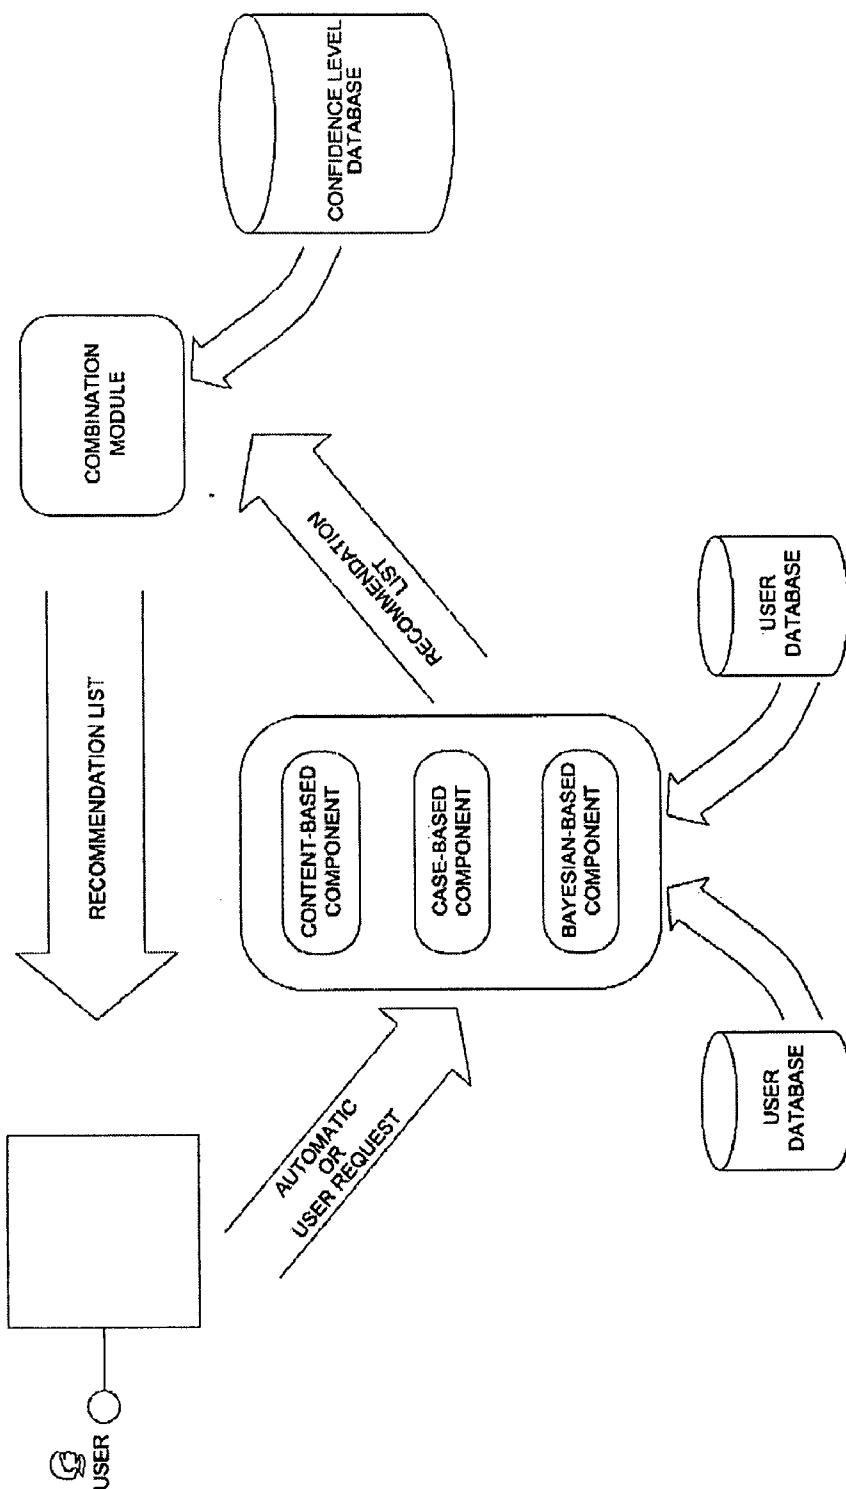 USER
RECOMMENDATION LIST
COMBINATION
MODULE
CONFIDENCE LEVEL
DATABASE
AUTOMATIC
OR
USER REQUEST
CONTENT-BASED
COMPONENT
CASE-BASED
COMPONENT
BAYESIAN-BASED
COMPONENT
RECOMMENDATION
LIST
USER
DATABASE
USER
DATABASE